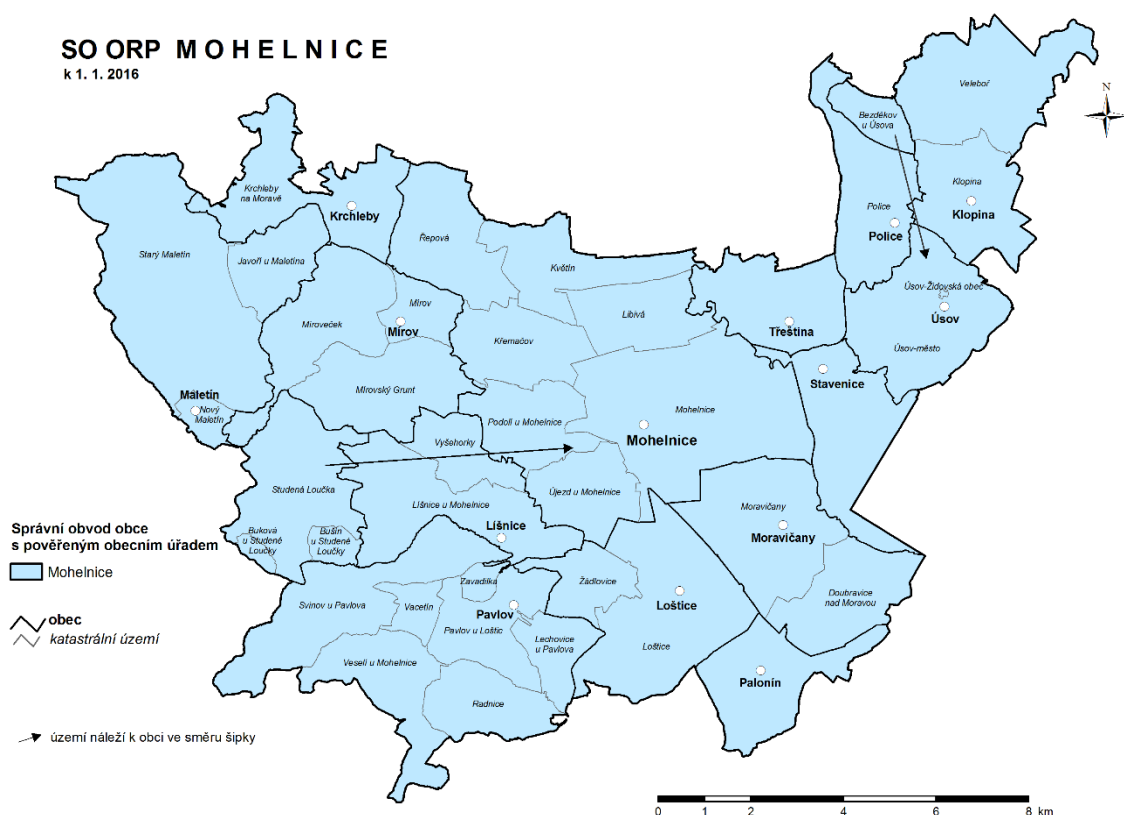 SO ORP M O H E L N I C E
k 1. 1. 2016
Veleboř
N
Bezděkov
u Úsova
Krchleby
na Moravě
Klopina
Klopina
Krchleby
Police
Police
Řepová
Starý Maletín
Javoří u Maletína
Květín
Úsov-Židovská obec
Úsov
Mírov
Mírov
Míroveček
Libivá
Třeština
Křemačov
Úsov-město
Stavenice
Mírovský Grunt
Maletín
Nový
Maletín
Mohelnice
Mohelnice
Podolí u Mohelnice
Vyšehorky
Studená Loučka
Újezd u Mohelnice
Líšnice u Mohelnice
Moravičany
Moravičany
Líšnice
Buková
u Studené
Loučky
Bušín
u Studené
Loučky
Správní obvod obce
s pověřeným obecním úřadem
Mohelnice
Zavadilka
Žádlovice
Loštice
Doubravice
nad Moravou
Svinov u Pavlova
Vacetín
Pavlov
obec
katastrální území
Pavlov u Loštic
Lechovice
u Pavlova
Loštice
Veselí u Mohelnice
Palonín
Radnice
území náleží k obci ve směru šipky
0 1 2 4 6 8 km